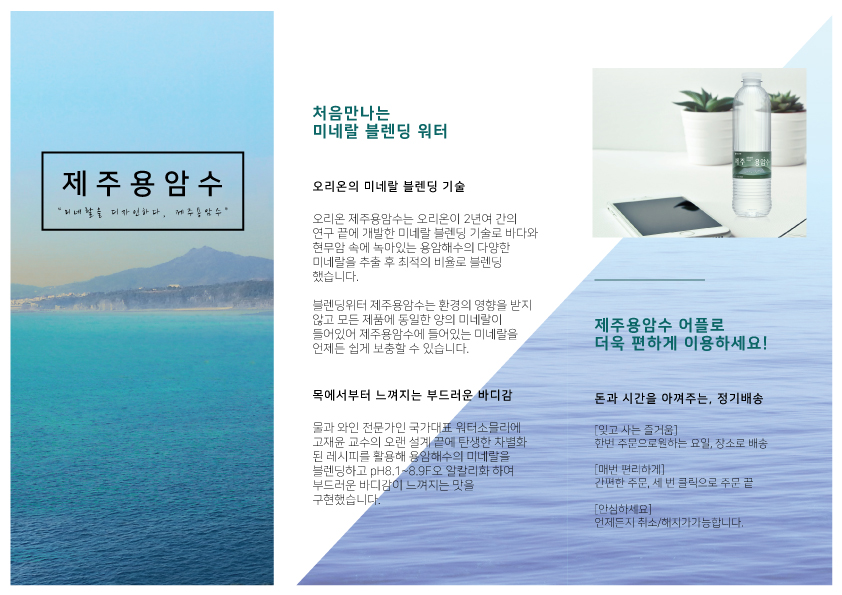 제주용암수
"미네랄을 디자인하다, 제주용암수"
처음만나는
미네랄 블렌딩 워터
오리온의 미네랄 블렌딩 기술
오리온 제주용암수는 오리온이 2년여 간의
연구 끝에 개발한 미네랄 블렌딩 기술로 바다와
현무암 속에 녹아있는 용암해수의 다양한
미네랄을 추출 후 최적의 비율로 블렌딩
했습니다.
블렌딩워터 제주용암수는 환경의 영향을 받지
않고 모든 제품에 동일한 양의 미네랄이
들어있어 제주용암수에 들어있는 미네랄을
언제든 쉽게 보충할 수 있습니다.
목에서부터 느껴지는 부드러운 바디감
물과 와인 전문가인 국가대표 워터소믈리에
고재윤 교수의 오랜 설계 끝에 탄생한 차별화
된 레시피를 활용해 용암해수의 미네랄을
블렌딩하고 pH8.1~8.9F오 알칼리화 하여
부드러운 바디감이 느껴지는 맛을
구현했습니다.
제주 용암수
제주용암수 어플로
더욱 편하게 이용하세요!
돈과 시간을 아껴주는, 정기배송
[잊고 사는 즐거움]
한번 주문으로원하는 요일, 장소로 배송
[매번 편리하게]
간편한 주문, 세 번 클릭으로 주문 끝
[안심하세요]
언제든지 취소/해지가가능합니다.